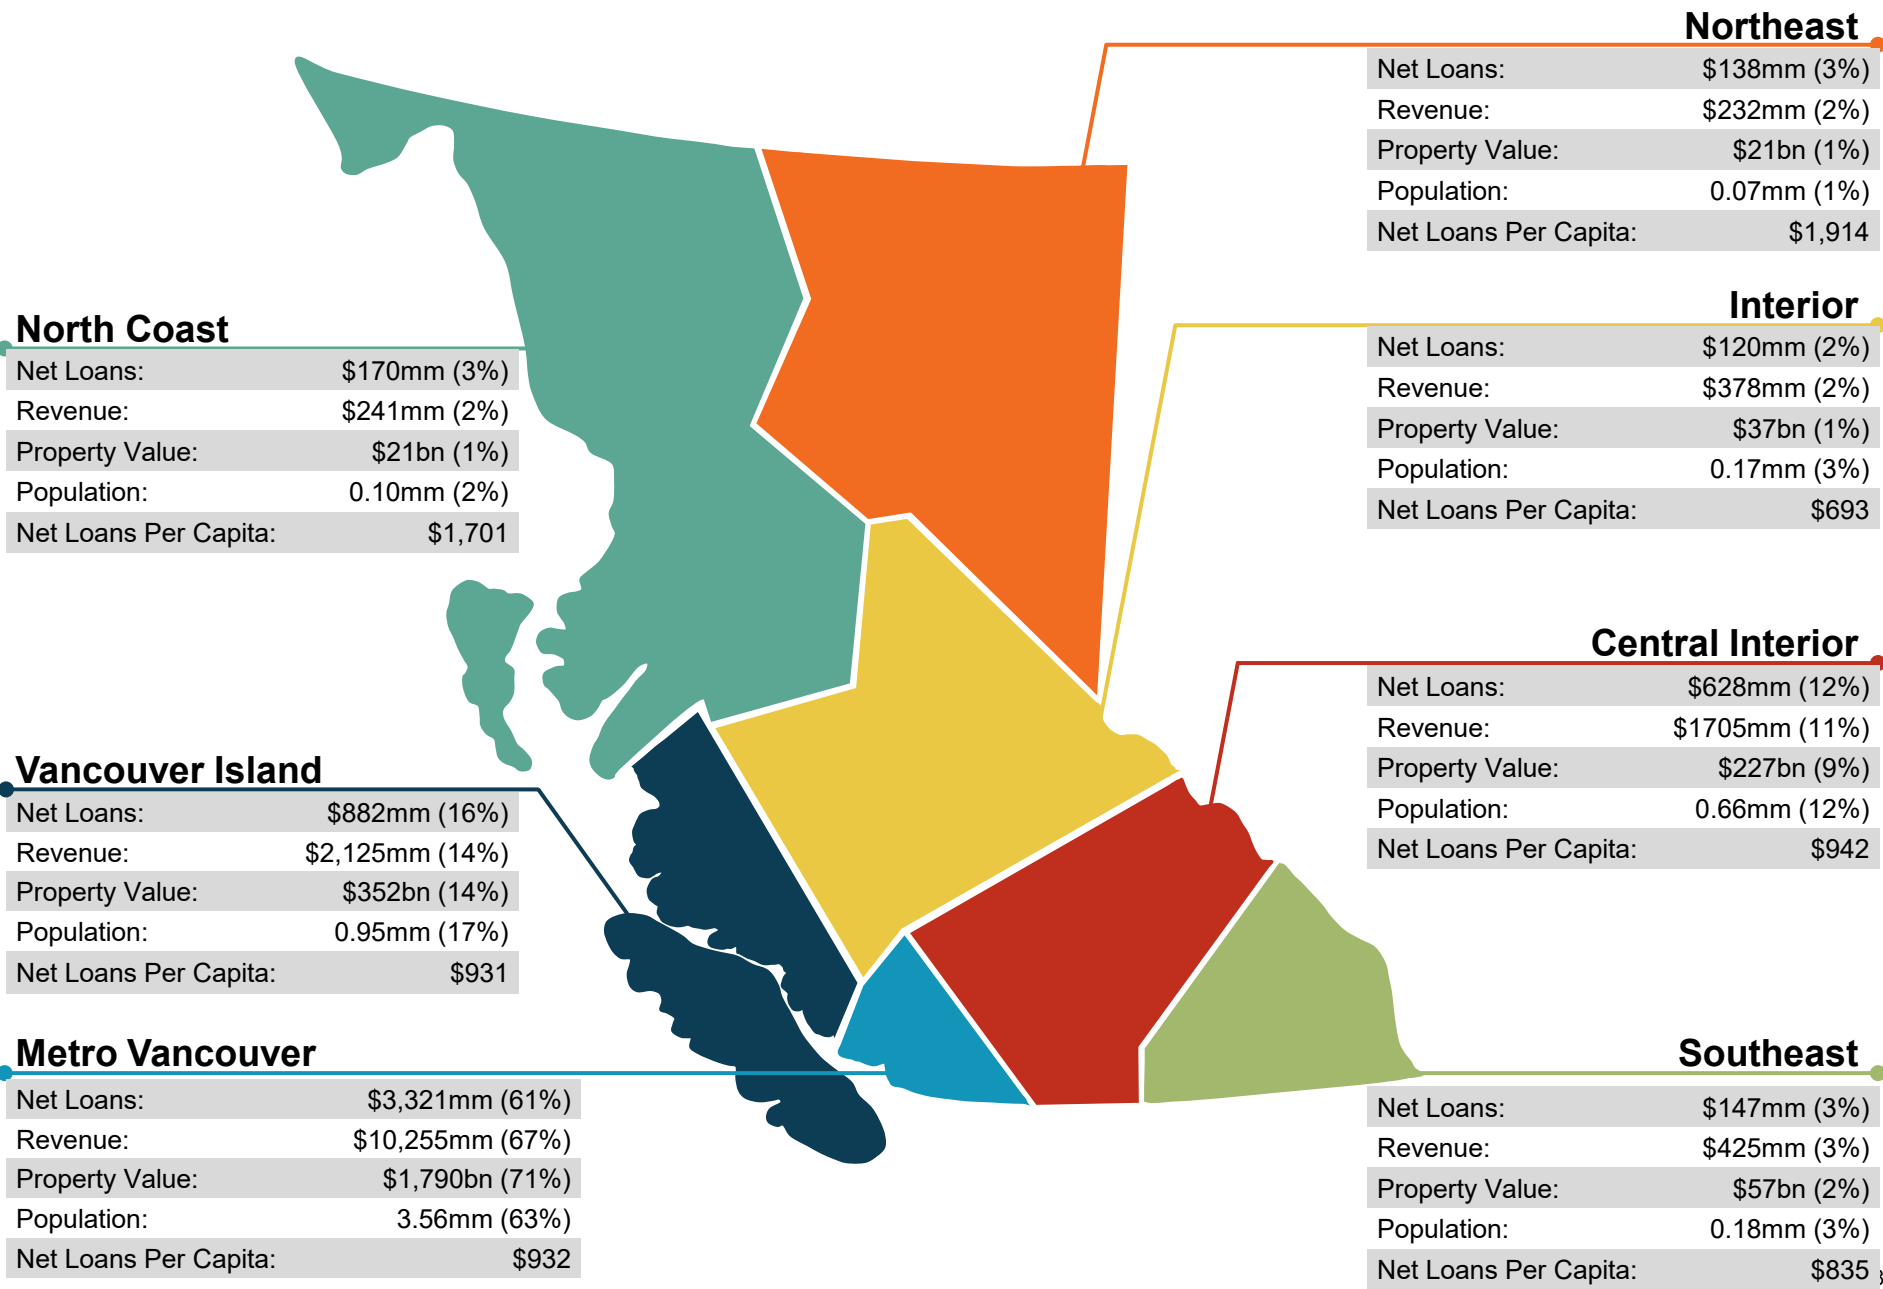 Northeast
Net Loans: $138mm (3%)
Revenue: $232mm (2%)
Property Value: $21bn (1%)
Population: 0.07mm (1%)
Net Loans Per Capita: $1,914
Interior
Net Loans: $120mm (2%)
Revenue: $378mm (2%)
Property Value: $37bn (1%)
Population: 0.17mm (3%)
Net Loans Per Capita: $693
North Coast
Net Loans: $170mm (3%)
Revenue: $241mm (2%)
Property Value: $21bn (1%)
Population: 0.10mm (2%)
Net Loans Per Capita: $1,701
Central Interior
Net Loans: $628mm (12%)
Revenue: $1705mm (11%)
Property Value: $227bn (9%)
Population: 0.66mm (12%)
Net Loans Per Capita: $942
Vancouver Island
Net Loans: $882mm (16%)
Revenue: $2,125mm (14%)
Property Value: $352bn (14%)
Population: 0.95mm (17%)
Net Loans Per Capita: $931
Metro Vancouver
Net Loans: $3,321mm (61%)
Revenue: $10,255mm (67%)
Property Value: $1,790bn (71%)
Population: 3.56mm (63%)
Net Loans Per Capita: $932
Southeast
Net Loans: $147mm (3%)
Revenue: $425mm (3%)
Property Value: $57bn (2%)
Population: 0.18mm (3%)
Net Loans Per Capita: $835